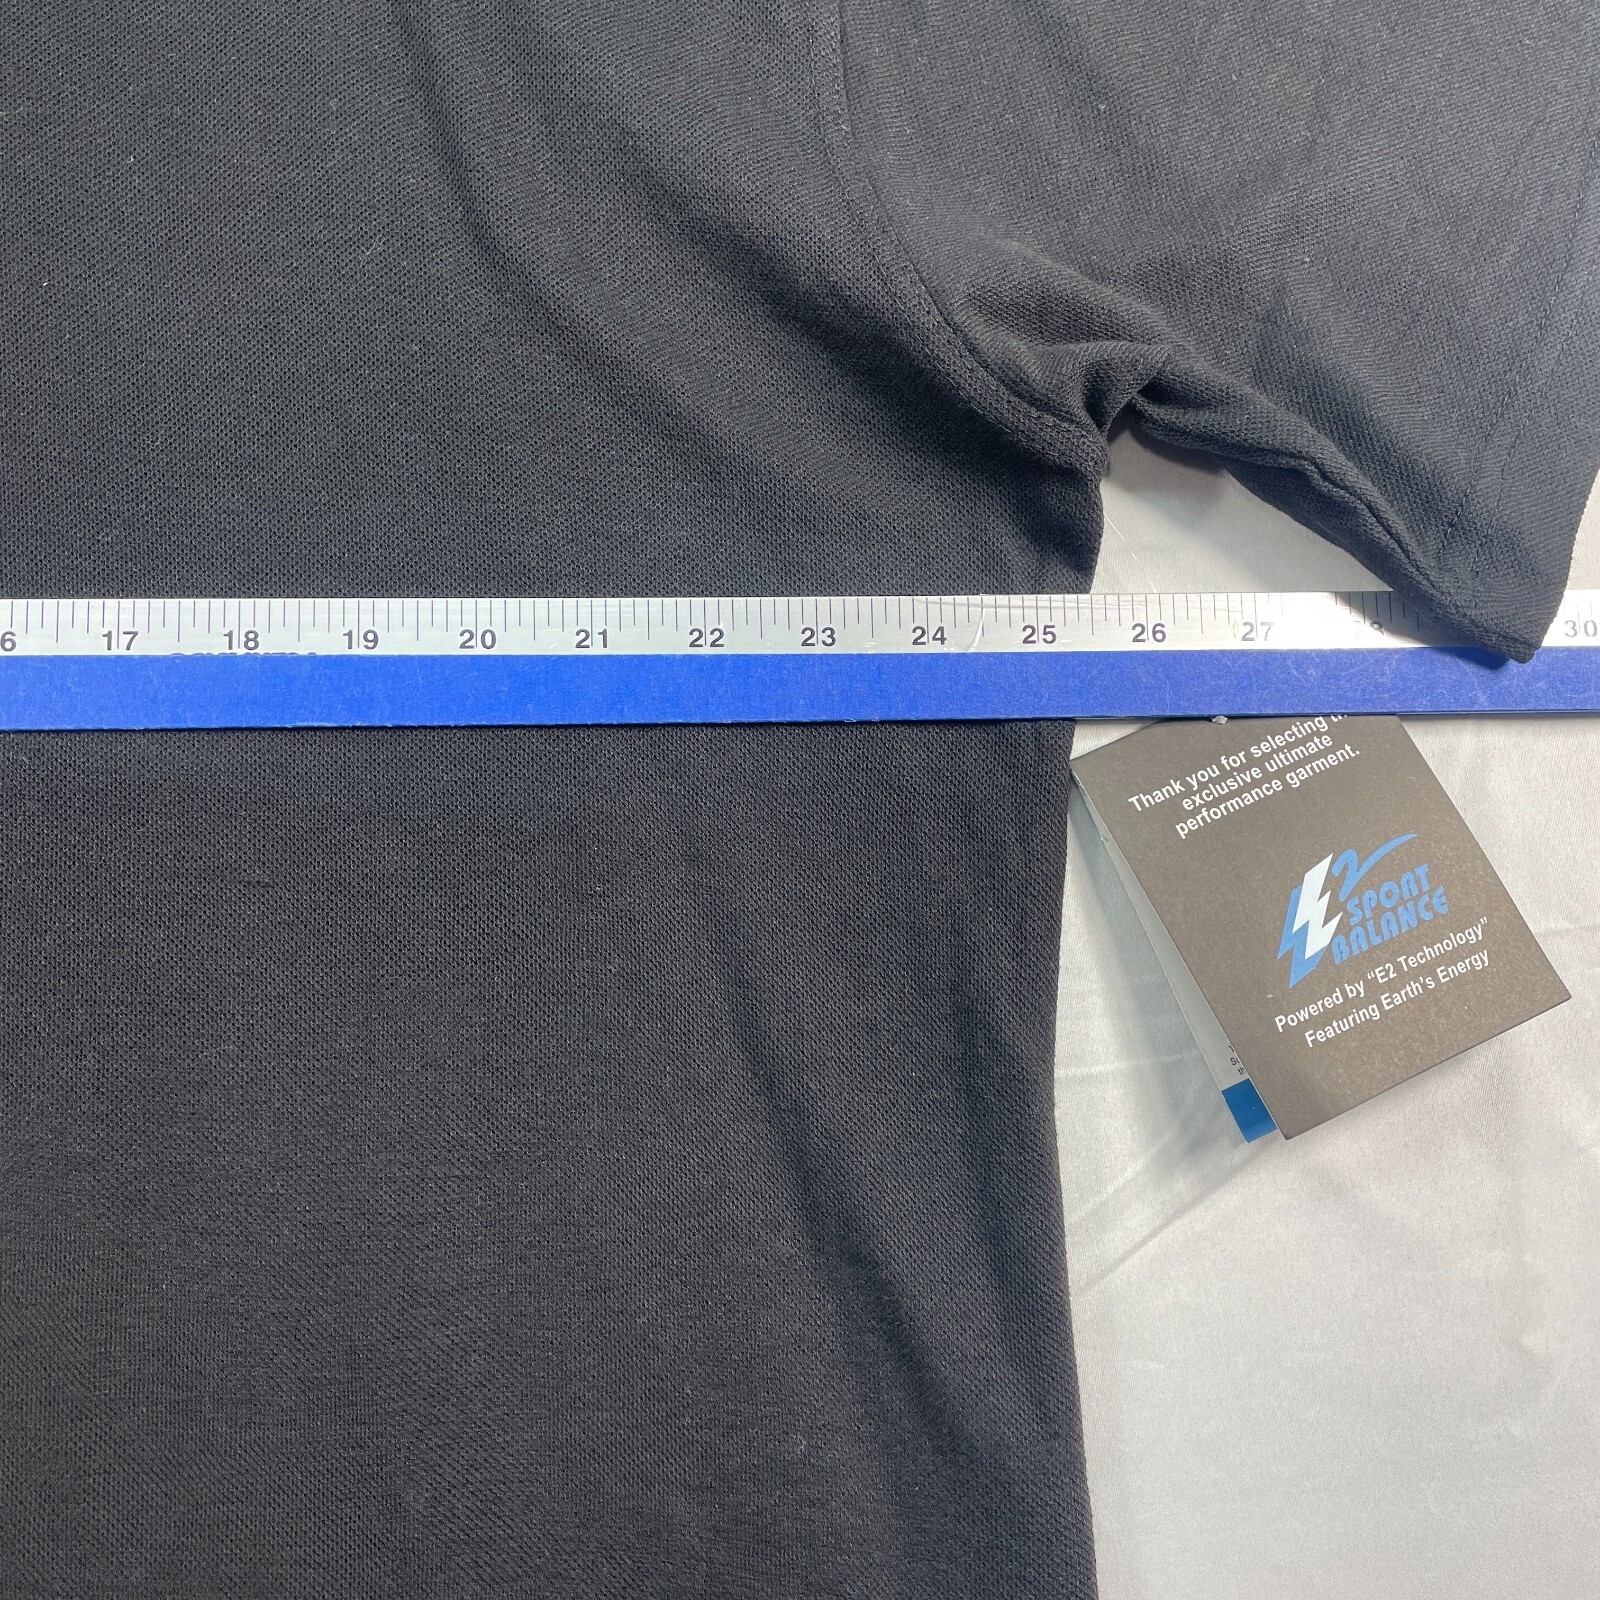 6 17 18 19 20 21 22 23 24 25 26 27 28 30
Thank you for selecting
exclusive ultimate
performance garment.
E2
SPORT
BALANCE
Powered by “E2 Technology”
Featuring Earth's Energy